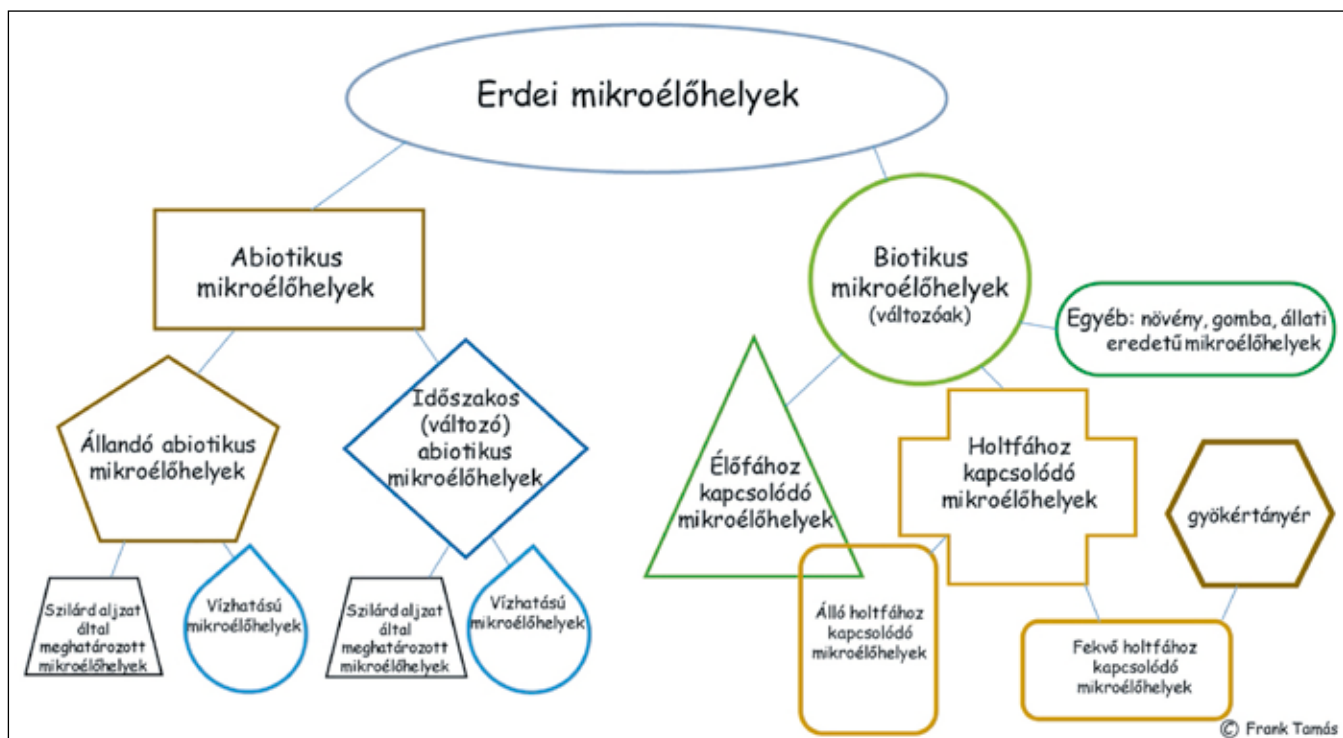 Erdei mikroélőhelyek
Abiotikus
mikroélőhelyek
Biotikus
mikroélőhelyek
(változóak)
Egyéb: növény, gomba, állati
eredetű mikroélőhelyek
Állandó abiotikus
mikroélőhelyek
Időszakos
(változó)
abiotikus
mikroélőhelyek
Élőfához
kapcsolódó
mikroélőhelyek
Holtfához
kapcsolódó
mikroélőhelyek
gyökértányér
Szilárd aljzat
által
meghatározott
mikroélőhelyek
Vízhatású
mikroélőhelyek
Szilárd aljzat
által
meghatározott
mikroélőhelyek
Vízhatású
mikroélőhelyek
Álló holtfához
kapcsolódó
mikroélőhelyek
Fekvő holtfához
kapcsolódó
mikroélőhelyek
© Frank Tamás